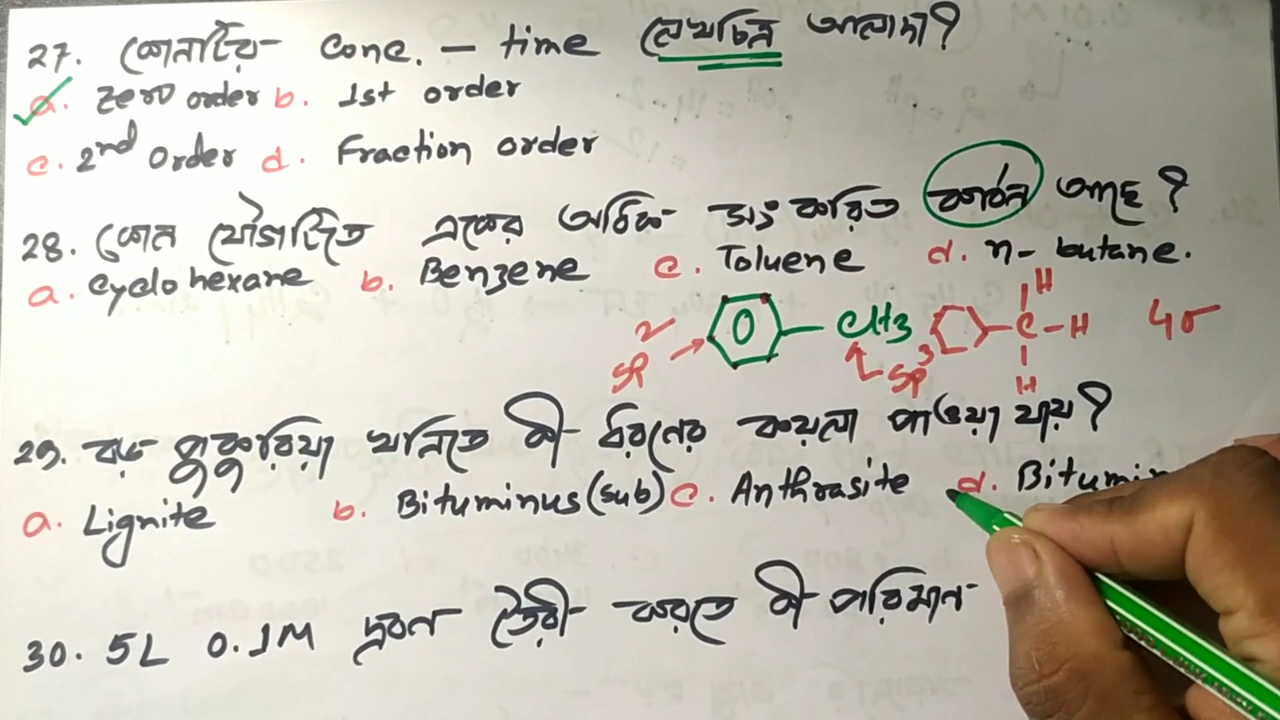 27. কোনটির conc. – time লেখচিত্র আলাদা?
a. zero order b. 1st order
c. 2nd order d. Fraction order
28. কোন যৌগটিতে একের অধিক সংকরিত কার্বন আছে?
a. cyclohexane b. Benzene c. Toluene d. n- butane.
sp2 CH3 sp3 C H H H 4σ
29. বড় পুকুরিয়া খনিতে কী ধরনের কয়লা পাওয়া যায়?
a. Lignite b. Bituminus (sub) c. Anthrasite d.
30. 5L 0.1M দ্রবণ তৈরী করতে কী পরিমান